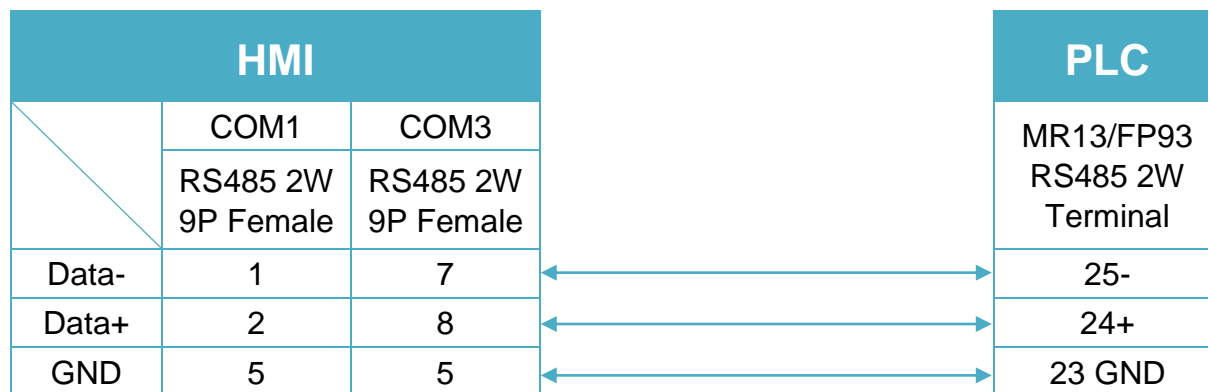 HMI PLC
COM1 COM3
MR13/FP93
RS485 2W
Terminal
RS485 2W
9P Female
RS485 2W
9P Female
Data- 1 7 25-
Data+ 2 8 24+
GND 5 5 23 GND